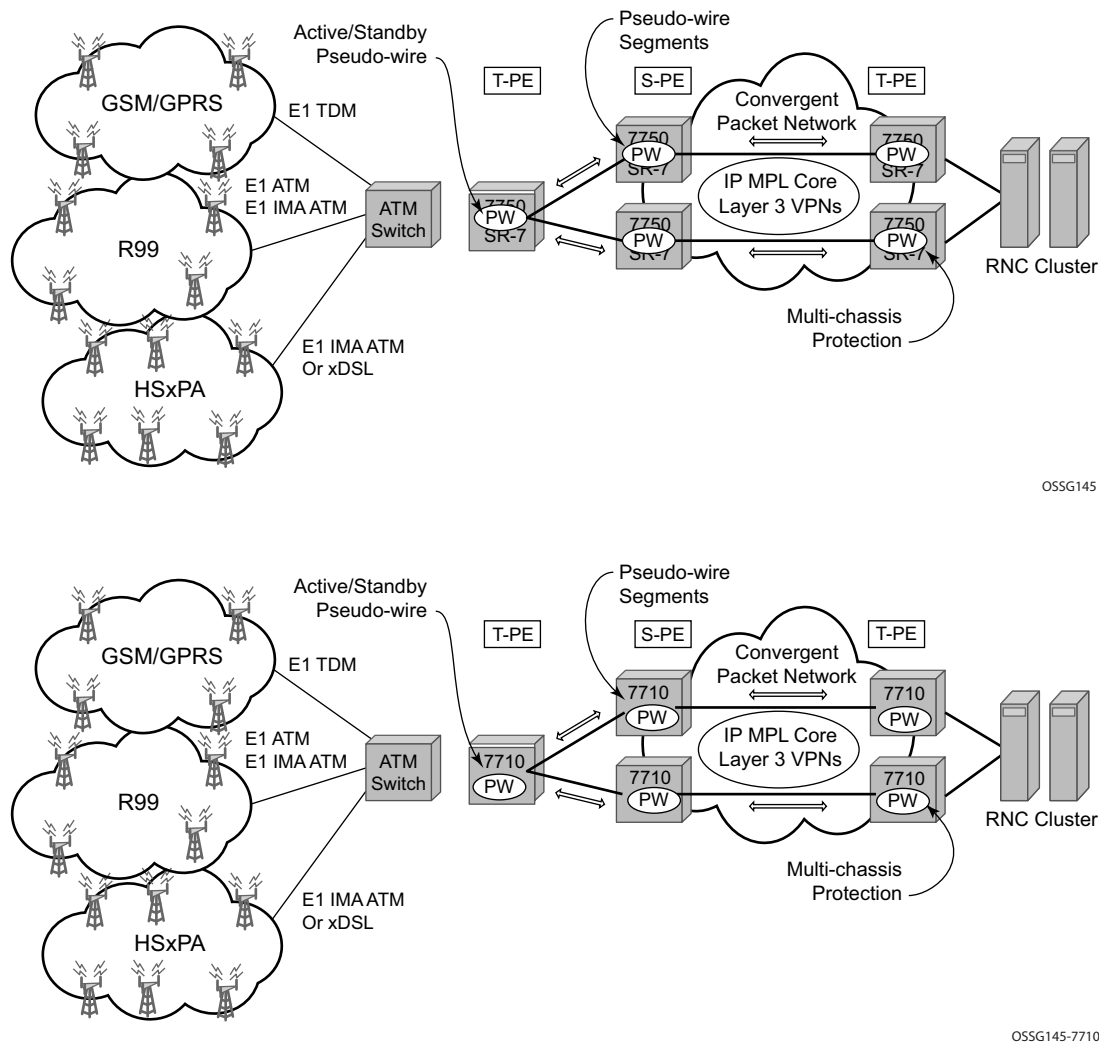 Active/Standby
Pseudo-wire
Pseudo-wire
Segments
T-PE
S-PE
T-PE
GSM/GPRS
E1 TDM
Convergent
Packet Network
7750
PW
SR-7
7750
PW
SR-7
E1 ATM
E1 IMA ATM
R99
ATM
Switch
7750
PW
SR-7
IP MPL Core
Layer 3 VPNs
7750
PW
SR-7
7750
PW
SR-7
RNC Cluster
E1 IMA ATM
Or xDSL
HSxPA
Multi-chassis
Protection
OSSG145
Active/Standby
Pseudo-wire
Pseudo-wire
Segments
T-PE
S-PE
T-PE
GSM/GPRS
E1 TDM
Convergent
Packet Network
7710
PW
7710
PW
E1 ATM
E1 IMA ATM
R99
ATM
Switch
7710
PW
IP MPL Core
Layer 3 VPNs
7710
PW
7710
PW
RNC Cluster
E1 IMA ATM
Or xDSL
HSxPA
Multi-chassis
Protection
OSSG145-7710